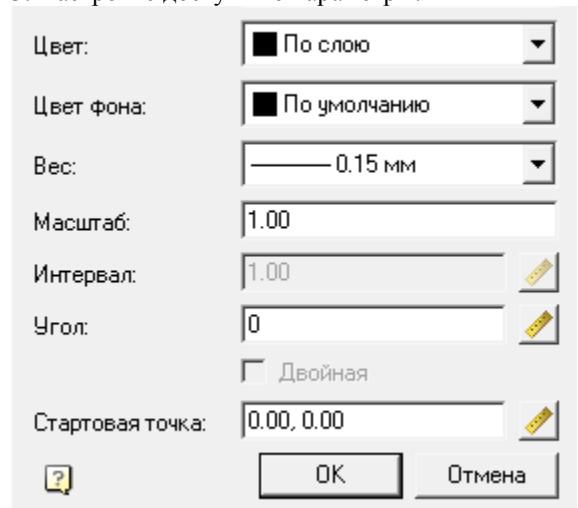 Цвет: По слою
Цвет фона: По умолчанию
Вес: 0.15 мм
Масштаб: 1.00
Интервал: 1.00
Угол: 0
Двойная
Стартовая точка: 0.00, 0.00
? OK Отмена